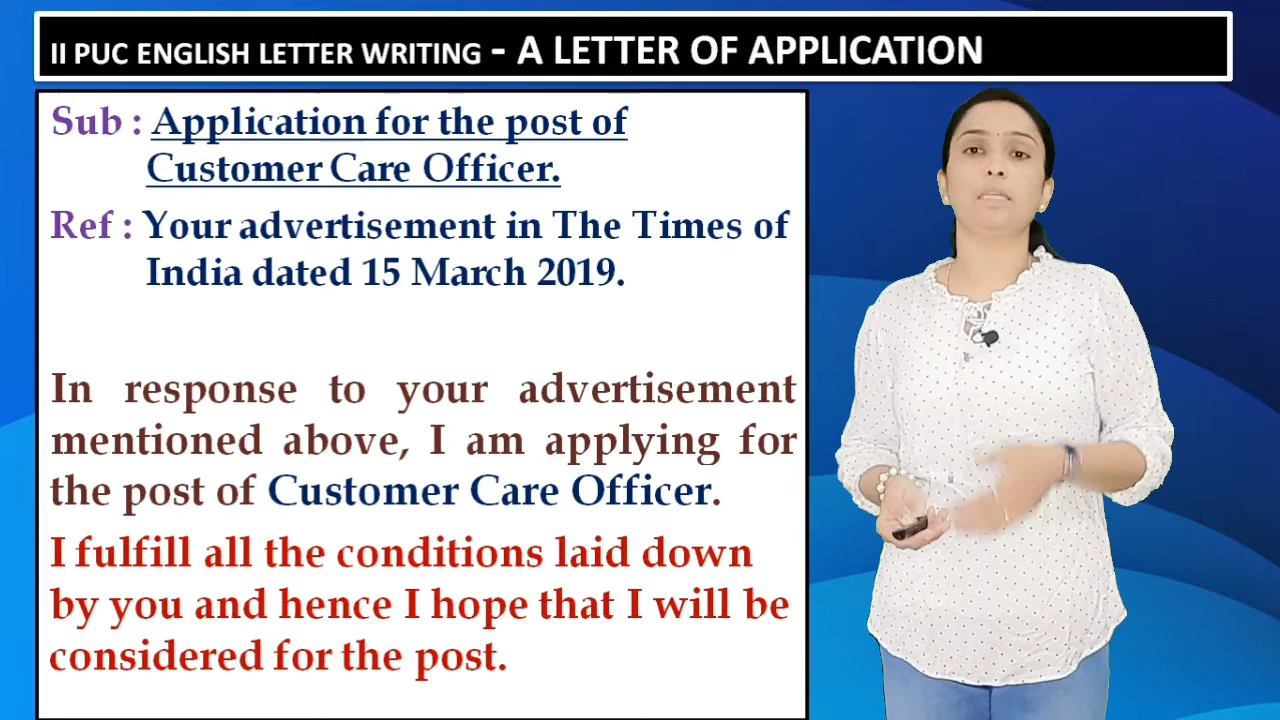 II PUC ENGLISH LETTER WRITING - A LETTER OF APPLICATION
Sub : Application for the post of
Customer Care Officer.
Ref : Your advertisement in The Times of
India dated 15 March 2019.
In response to your advertisement
mentioned above, I am applying for
the post of Customer Care Officer.
I fulfill all the conditions laid down
by you and hence I hope that I will be
considered for the post.